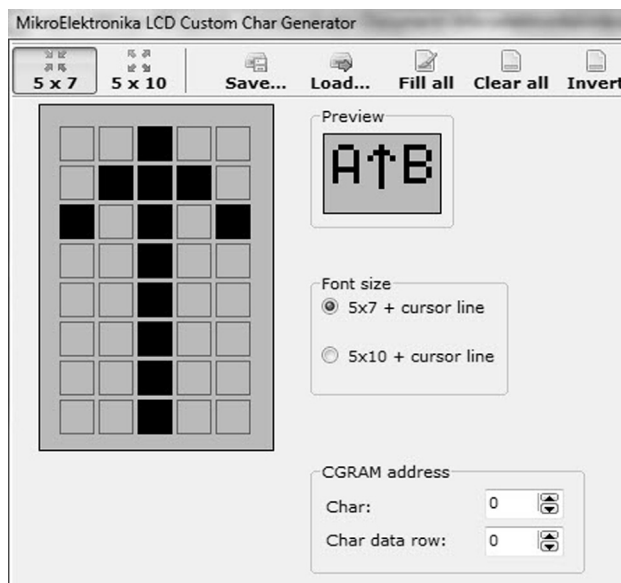 MikroElektronika LCD Custom Char Generator
5 x 7 5 x 10 Save... Load... Fill all Clear all Invert
Preview
A↑B
Font size
5x7 + cursor line
5x10 + cursor line
CGRAM address
Char: 0
Char data row: 0